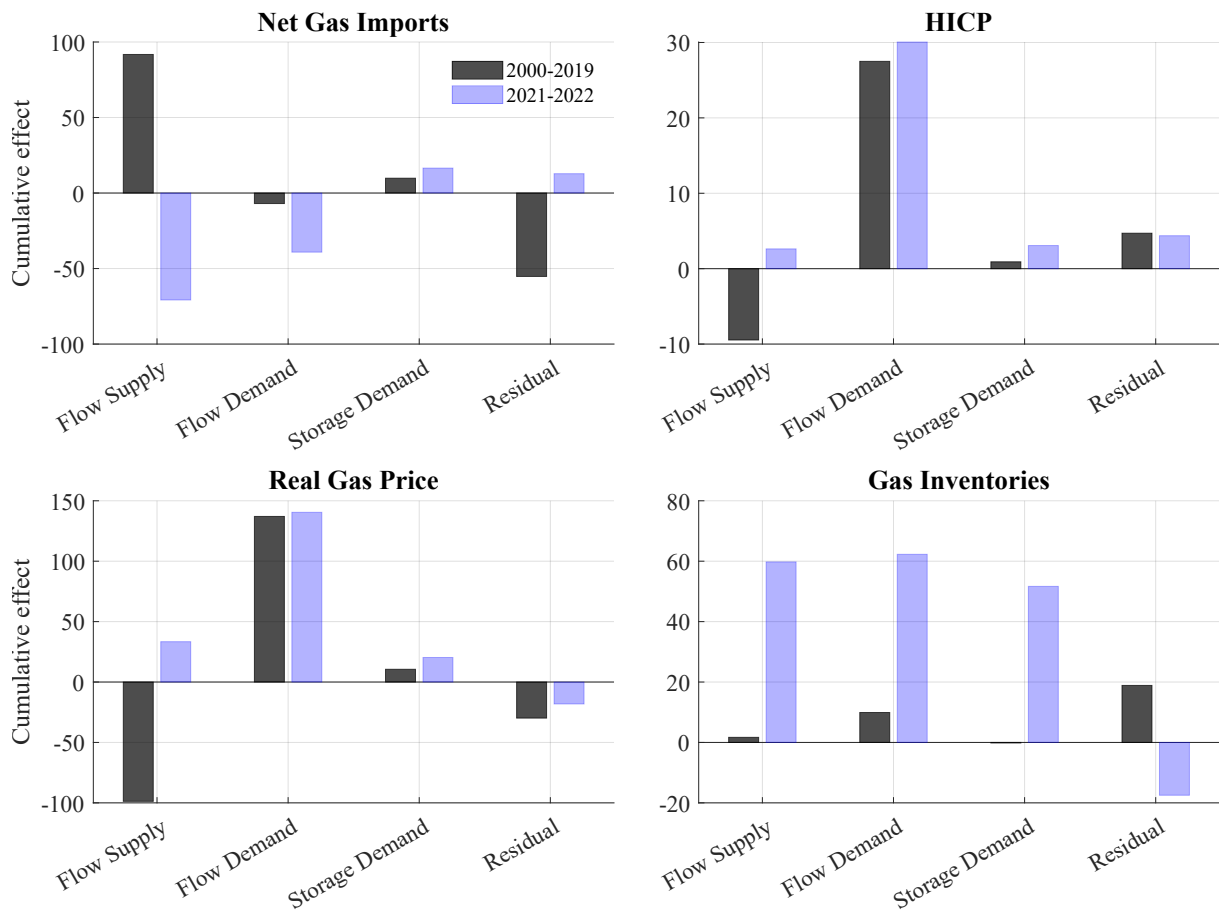 Net Gas Imports
Cumulative effect
100
50
0
-50
-100
2000-2019
2021-2022
Flow Supply
Flow Demand
Storage Demand
Residual
HICP
30
20
10
0
-10
Flow Supply
Flow Demand
Storage Demand
Residual
Real Gas Price
Cumulative effect
150
100
50
0
-50
-100
Flow Supply
Flow Demand
Storage Demand
Residual
Gas Inventories
80
60
40
20
0
-20
Flow Supply
Flow Demand
Storage Demand
Residual